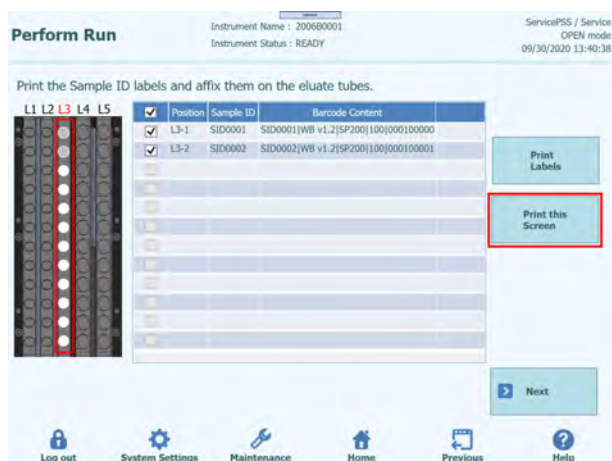 Perform Run
Instrument Name : 2006B0001
Instrument Status : READY
ServicePSS / Service
OPEN mode
09/30/2020 13:40:38
Print the Sample ID labels and affix them on the eluate tubes.
L1 L2 L3 L4 L5
Position Sample ID Barcode Content
L3-1 SID0001 SID0001|WB v1.2|SP200|100|000100000
L3-2 SID0002 SID0002|WB v1.2|SP200|100|000100001
Print
Labels
Print this
Screen
Next
Log out System Settings Maintenance Home Previous Help